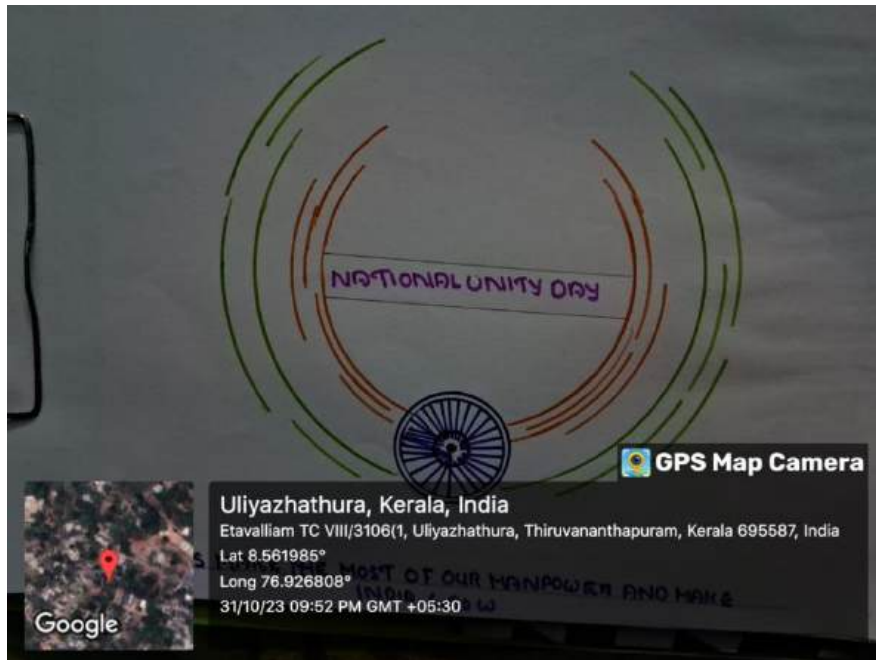 NATIONAL UNITY DAY
GPS Map Camera
Uliyazhathura, Kerala, India
Etavalliam TC VIII/3106(1, Uliyazhathura, Thiruvananthapuram, Kerala 695587, India
Lat 8.561985°
Long 76.926808°
31/10/23 09:52 PM GMT +05:30
Google
THE MOST OF OUR MANPOWER AND MAKE
INDIA